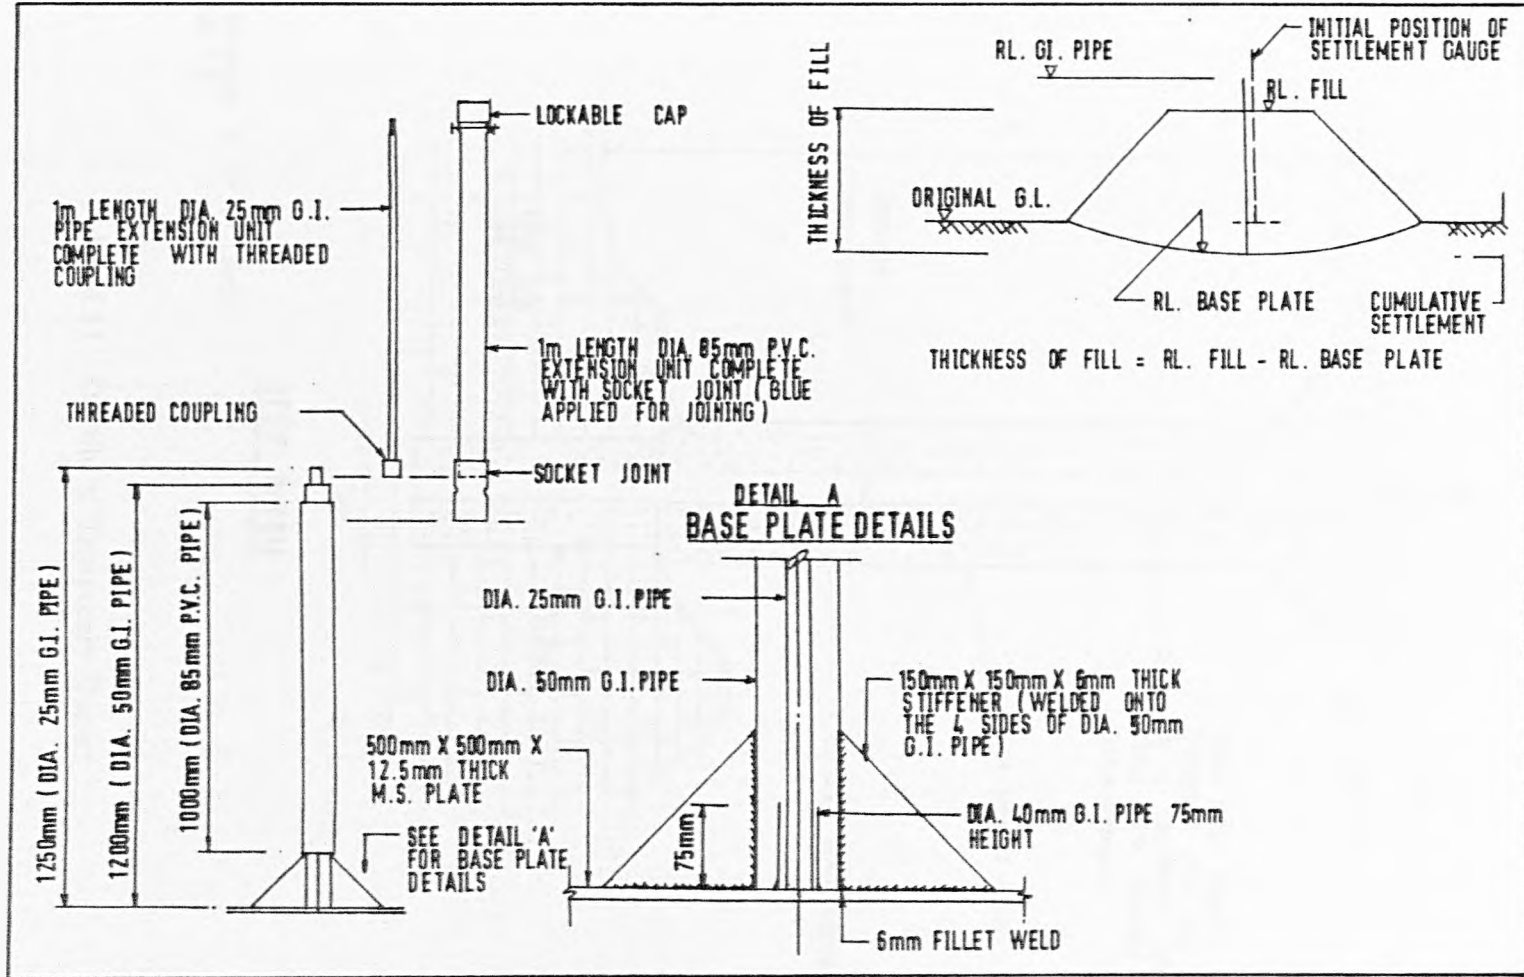 LOCKABLE CAP
1m LENGTH DIA. 25mm G.I.
PIPE EXTENSION UNIT
COMPLETE WITH THREADED
COUPLING
1m LENGTH DIA. 85mm P.V.C.
EXTENSION UNIT COMPLETE
WITH SOCKET JOINT (BLUE
APPLIED FOR JOINING)
THREADED COUPLING
SOCKET JOINT
1250mm (DIA. 25mm G.I. PIPE)
1200mm (DIA. 50mm G.I. PIPE)
1000mm (DIA. 85mm P.V.C. PIPE)
SEE DETAIL 'A'
FOR BASE PLATE
DETAILS
INITIAL POSITION OF
SETTLEMENT GAUGE
RL. GI. PIPE
RL. FILL
THICKNESS OF FILL
ORIGINAL G.L.
RL. BASE PLATE
CUMULATIVE
SETTLEMENT
THICKNESS OF FILL = RL. FILL - RL. BASE PLATE
DETAIL A
BASE PLATE DETAILS
DIA. 25mm G.I. PIPE
DIA. 50mm G.I. PIPE
150mm X 150mm X 6mm THICK
STIFFENER (WELDED ONTO
THE 4 SIDES OF DIA. 50mm
G.I. PIPE)
500mm X 500mm X
12.5mm THICK
M.S. PLATE
75mm
DIA. 40mm G.I. PIPE 75mm
HEIGHT
6mm FILLET WELD